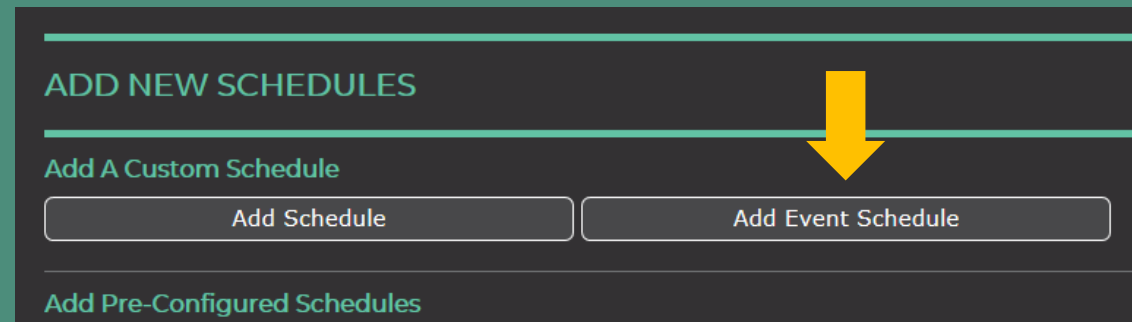 ADD NEW SCHEDULES
Add A Custom Schedule
Add Schedule
Add Event Schedule
Add Pre-Configured Schedules